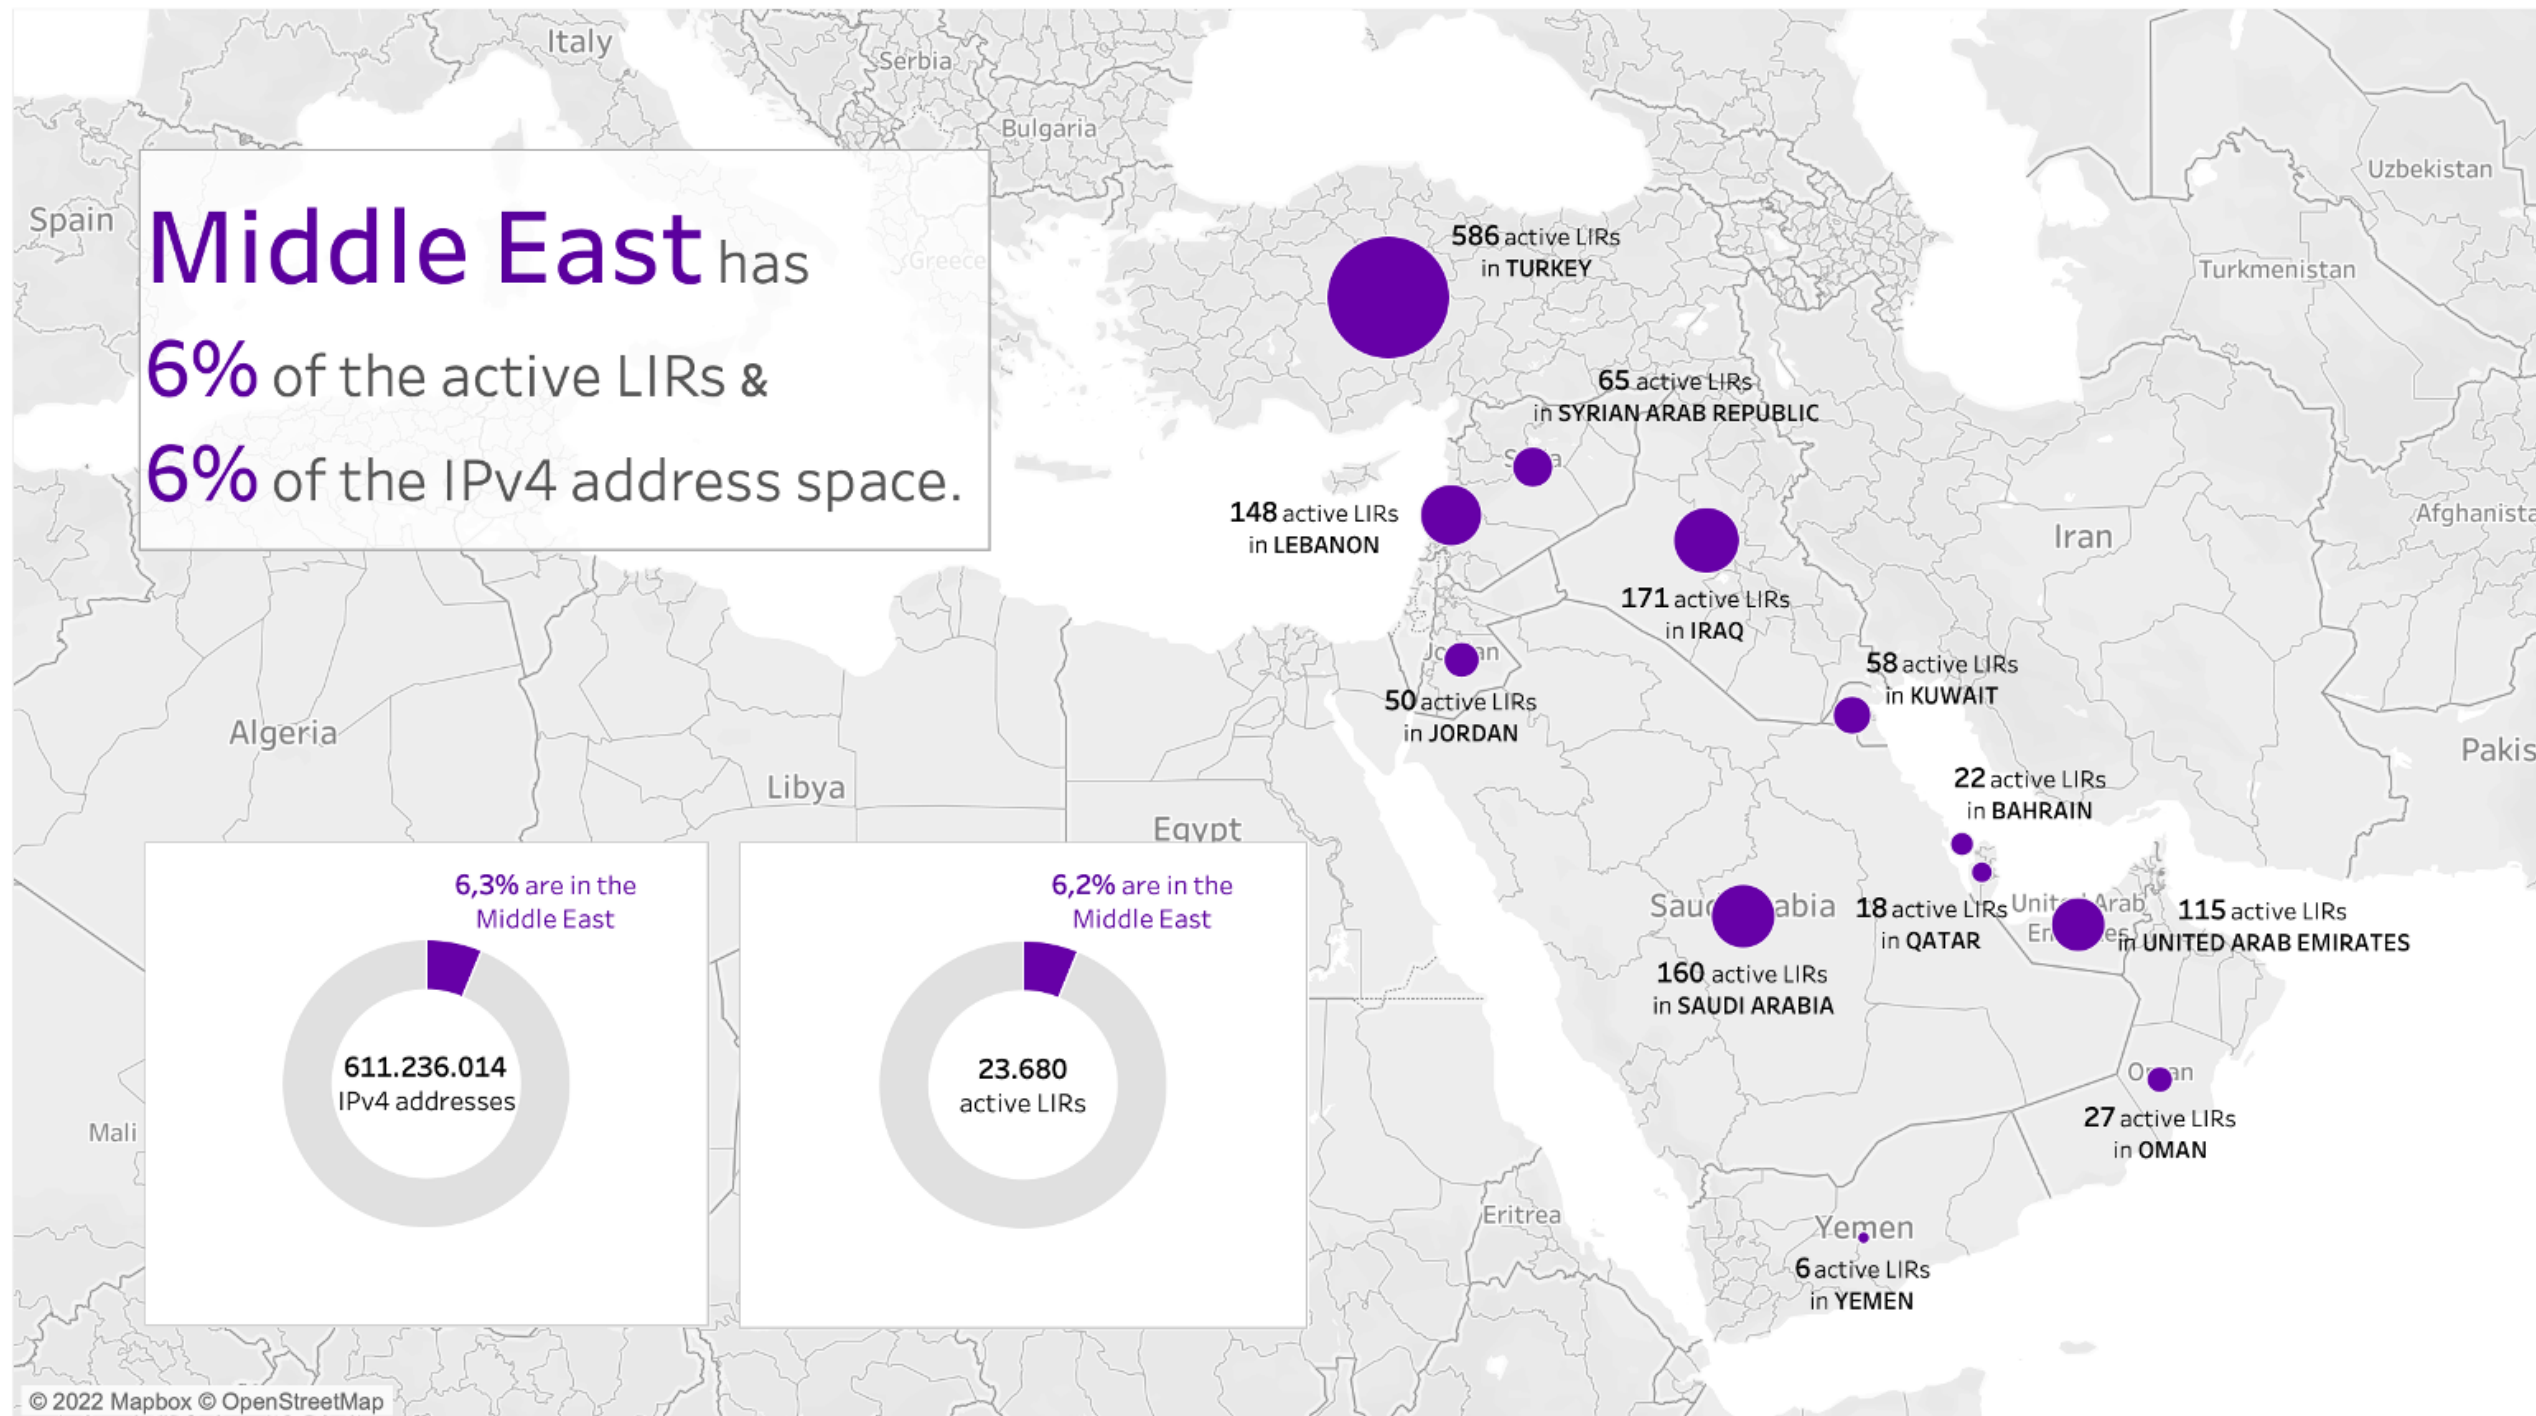 Middle East has
6% of the active LIRs &
6% of the IPv4 address space.
Italy
Serbia
Bulgaria
Spain
Greece
Uzbekistan
Turkmenistan
586 active LIRs
in TURKEY
65 active LIRs
in SYRIAN ARAB REPUBLIC
148 active LIRs
in LEBANON
171 active LIRs
in IRAQ
Iran
Afghanista
50 active LIRs
in JORDAN
58 active LIRs
in KUWAIT
Pakis
Algeria
Libya
Egypt
22 active LIRs
in BAHRAIN
18 active LIRs
in QATAR
115 active LIRs
in UNITED ARAB EMIRATES
160 active LIRs
in SAUDI ARABIA
27 active LIRs
in OMAN
Yemen
6 active LIRs
in YEMEN
Eritrea
Mali
6,3% are in the
Middle East
611.236.014
IPv4 addresses
6,2% are in the
Middle East
23.680
active LIRs
© 2022 Mapbox © OpenStreetMap